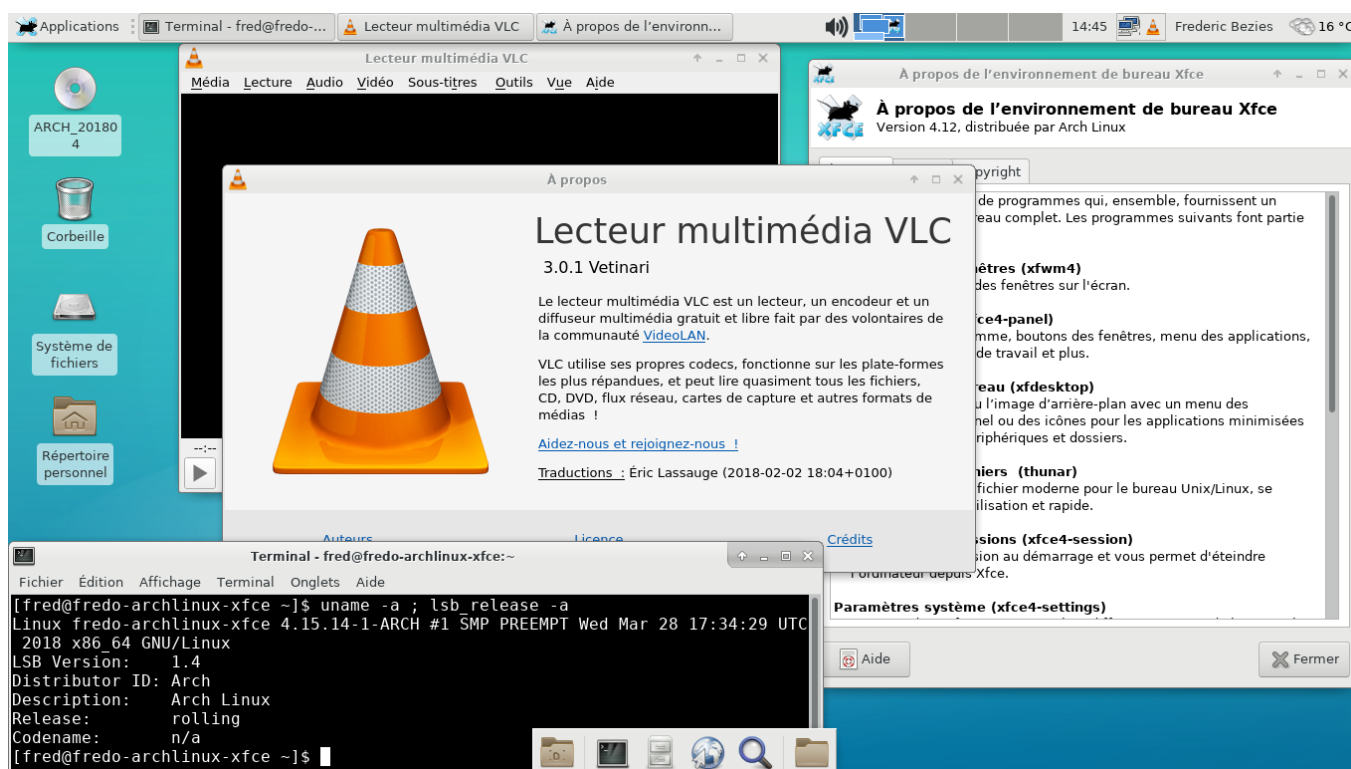 Applications
Terminal - fred@fredo-...
Lecteur multimédia VLC
À propos de l'environn...
14:45
Frederic Bezies
16 °C
ARCH_20180
4
Corbeille
Système de
fichiers
Répertoire
personnel
Lecteur multimédia VLC
Média Lecture Audio Vidéo Sous-titres Outils Vue Aide
--:--
À propos de l'environnement de bureau Xfce
À propos de l'environnement de bureau Xfce
Version 4.12, distribuée par Arch Linux
pyright
de programmes qui, ensemble, fournissent un
eau complet. Les programmes suivants font partie
êtres (xfwm4)
des fenêtres sur l'écran.
fce4-panel)
mme, boutons des fenêtres, menu des applications,
de travail et plus.
reau (xfdesktop)
l'image d'arrière-plan avec un menu des
nel ou des icônes pour les applications minimisées
riphériques et dossiers.
hiers (thunar)
fichier moderne pour le bureau Unix/Linux, se
ilisation et rapide.
ssions (xfce4-session)
sion au démarrage et vous permet d'éteindre
l'ordinateur depuis Xfce.
Paramètres système (xfce4-settings)
Aide
Fermer
À propos
Lecteur multimédia VLC
3.0.1 Vetinari
Le lecteur multimédia VLC est un lecteur, un encodeur et un
diffuseur multimédia gratuit et libre fait par des volontaires de
la communauté VideoLAN.
VLC utilise ses propres codecs, fonctionne sur les plate-formes
les plus répandues, et peut lire quasiment tous les fichiers,
CD, DVD, flux réseau, cartes de capture et autres formats de
médias !
Aidez-nous et rejoignez-nous !
Traductions : Éric Lassauge (2018-02-02 18:04+0100)
Auteurs
Licence
Crédits
Terminal - fred@fredo-archlinux-xfce:~
Fichier Édition Affichage Terminal Onglets Aide
[fred@fredo-archlinux-xfce ~]$ uname -a ; lsb_release -a
Linux fredo-archlinux-xfce 4.15.14-1-ARCH #1 SMP PREEMPT Wed Mar 28 17:34:29 UTC
2018 x86_64 GNU/Linux
LSB Version: 1.4
Distributor ID: Arch
Description: Arch Linux
Release: rolling
Codename: n/a
[fred@fredo-archlinux-xfce ~]$